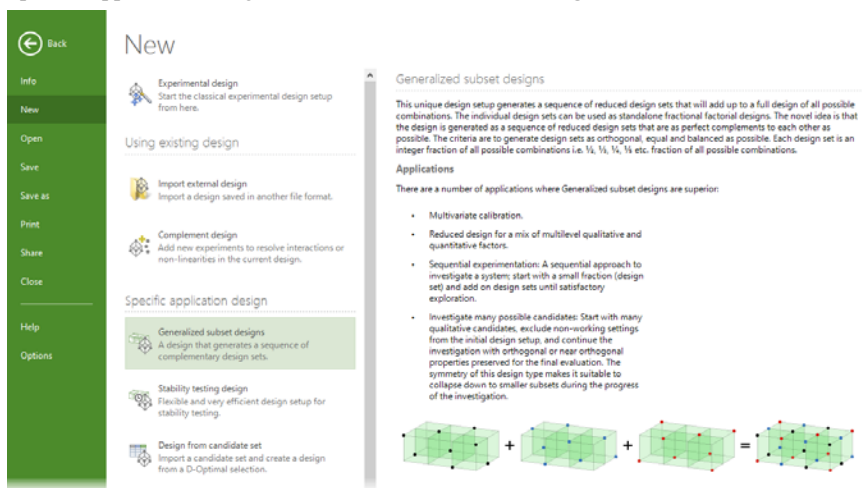 Back
Info
New
Open
Save
Save as
Print
Share
Close
Help
Options
New
Experimental design
Start the classical experimental design setup
from here.
Using existing design
Import external design
Import a design saved in another file format.
Complement design
Add new experiments to resolve interactions or
non-linearities in the current design.
Specific application design
Generalized subset designs
A design that generates a sequence of
complementary design sets.
Stability testing design
Flexible and very efficient design setup for
stability testing.
Design from candidate set
Import a candidate set and create a design
from a D-Optimal selection.
Generalized subset designs
This unique design setup generates a sequence of reduced design sets that will add up to a full design of all possible
combinations. The individual design sets can be used as standalone fractional factorial designs. The novel idea is that
the design is generated as a sequence of reduced design sets that are as perfect complements to each other as
possible. The criteria are to generate design sets as orthogonal, equal and balanced as possible. Each design set is an
integer fraction of all possible combinations i.e. ½, ⅓, ¼, ⅕ etc. fraction of all possible combinations.
Applications
There are a number of applications where Generalized subset designs are superior:
• Multivariate calibration.
• Reduced design for a mix of multilevel qualitative and
quantitative factors.
• Sequential experimentation: A sequential approach to
investigate a system; start with a small fraction (design
set) and add on design sets until satisfactory
exploration.
• Investigate many possible candidates: Start with many
qualitative candidates, exclude non-working settings
from the initial design setup, and continue the
investigation with orthogonal or near orthogonal
properties preserved for the final evaluation. The
symmetry of this design type makes it suitable to
collapse down to smaller subsets during the progress
of the investigation.
+ + =